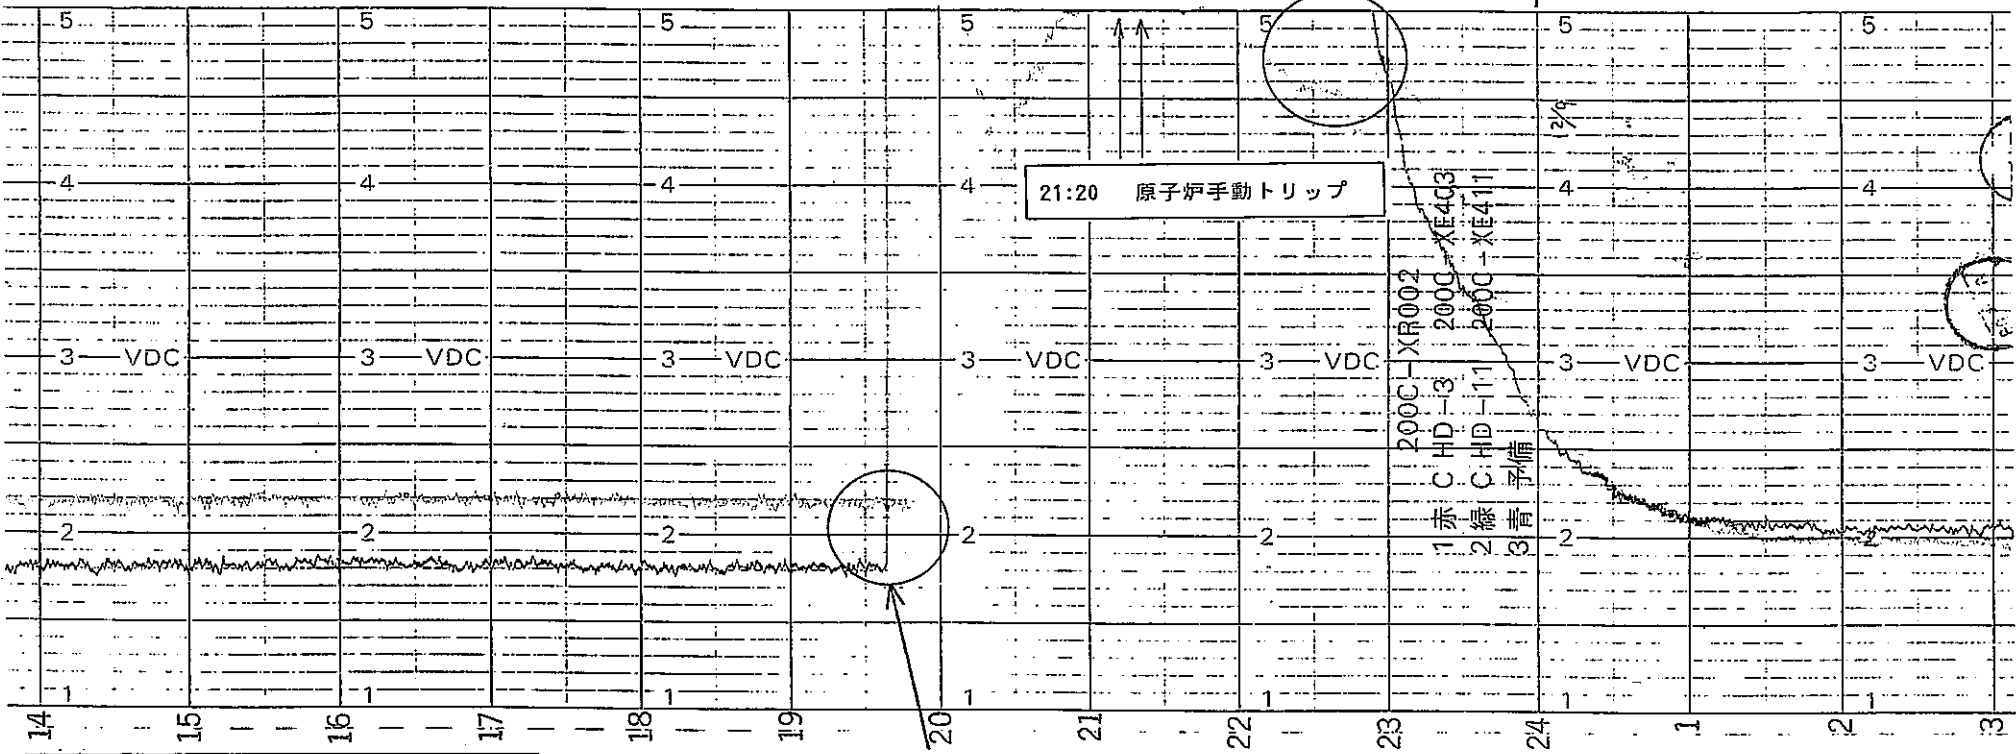 5 5 5 5 5 5 5
12/9
4 4 4 4 4 4 4
21:20 原子炉手動トリップ
3 VDC 3 VDC 3 VDC 3 VDC 3 VDC 3 VDC 3 VDC
200C-XR002
1 赤 C HD-3 200C-XE403
2 緑 C HD-11 200C-XE411
3 青 予備
2 2 2 2 2 2 2
1 1 1 1 1 1
14 15 16 17 18 19 20 21 22 23 24 1 2 3